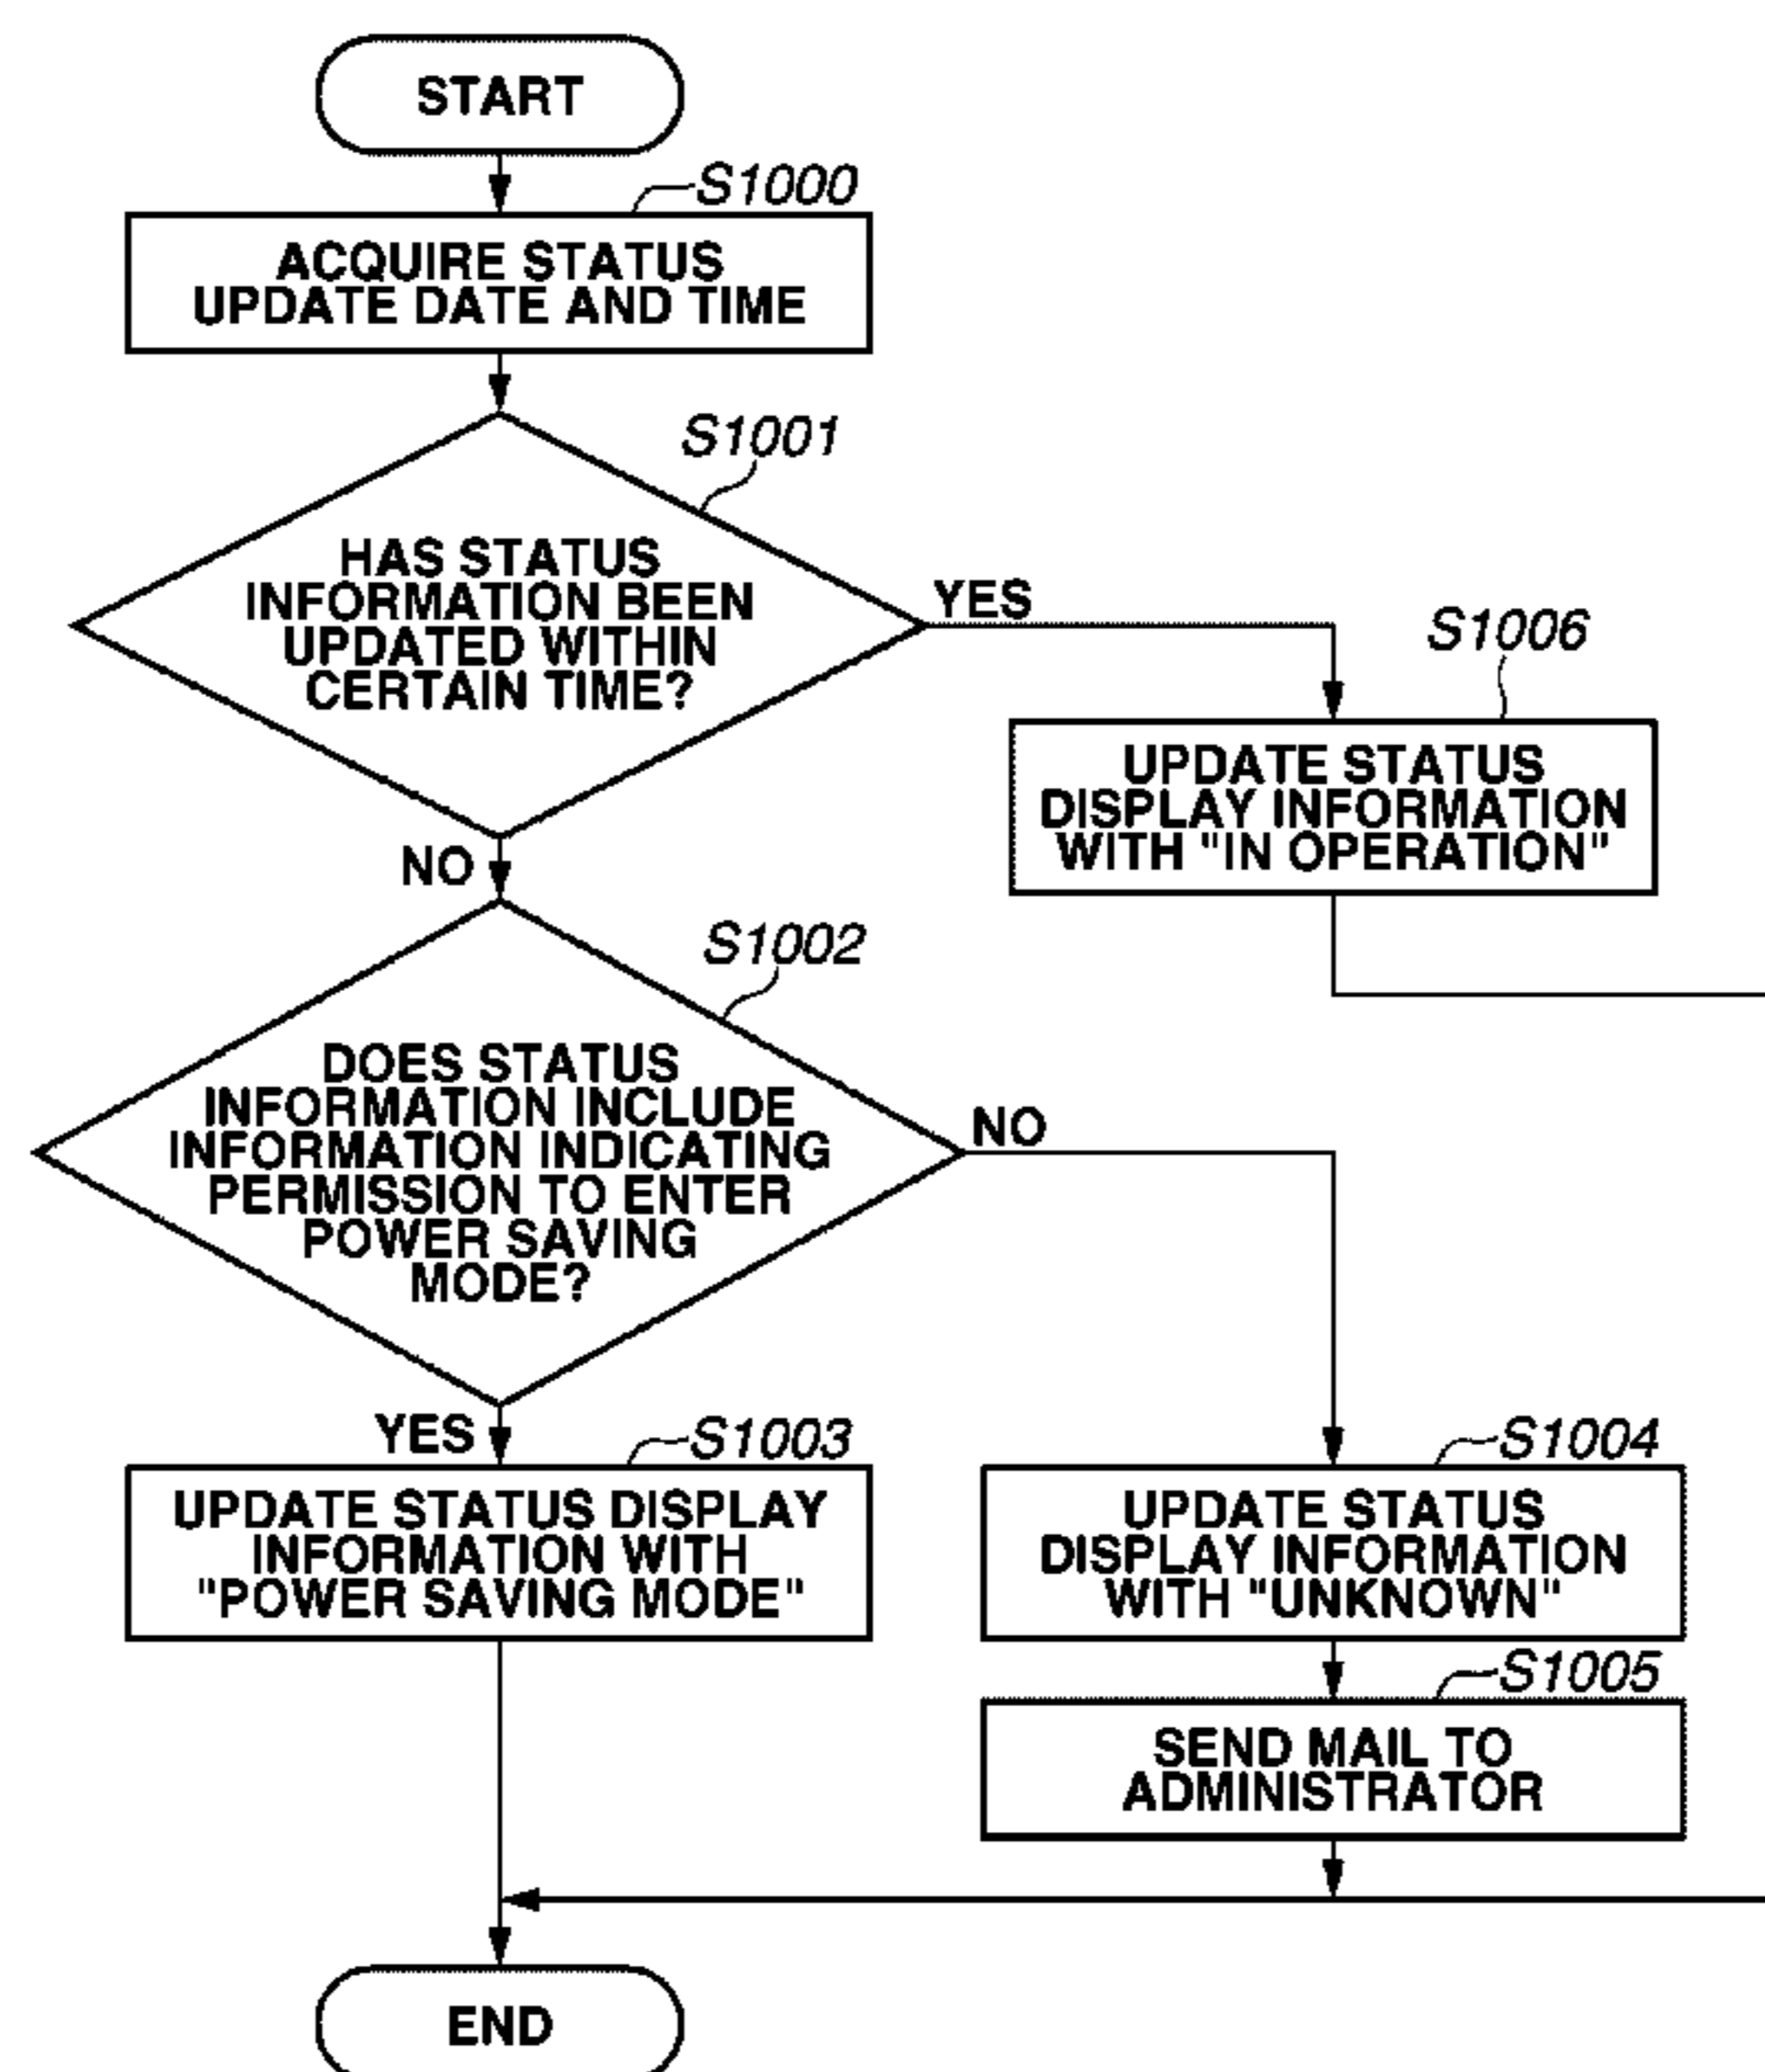 START
S1000
ACQUIRE STATUS
UPDATE DATE AND TIME
S1001
HAS STATUS
INFORMATION BEEN
UPDATED WITHIN
CERTAIN TIME?
YES
S1006
UPDATE STATUS
DISPLAY INFORMATION
WITH "IN OPERATION"
NO
S1002
DOES STATUS
INFORMATION INCLUDE
INFORMATION INDICATING
PERMISSION TO ENTER
POWER SAVING
MODE?
NO
YES
S1003
UPDATE STATUS DISPLAY
INFORMATION WITH
"POWER SAVING MODE"
S1004
UPDATE STATUS
DISPLAY INFORMATION
WITH "UNKNOWN"
S1005
SEND MAIL TO
ADMINISTRATOR
END